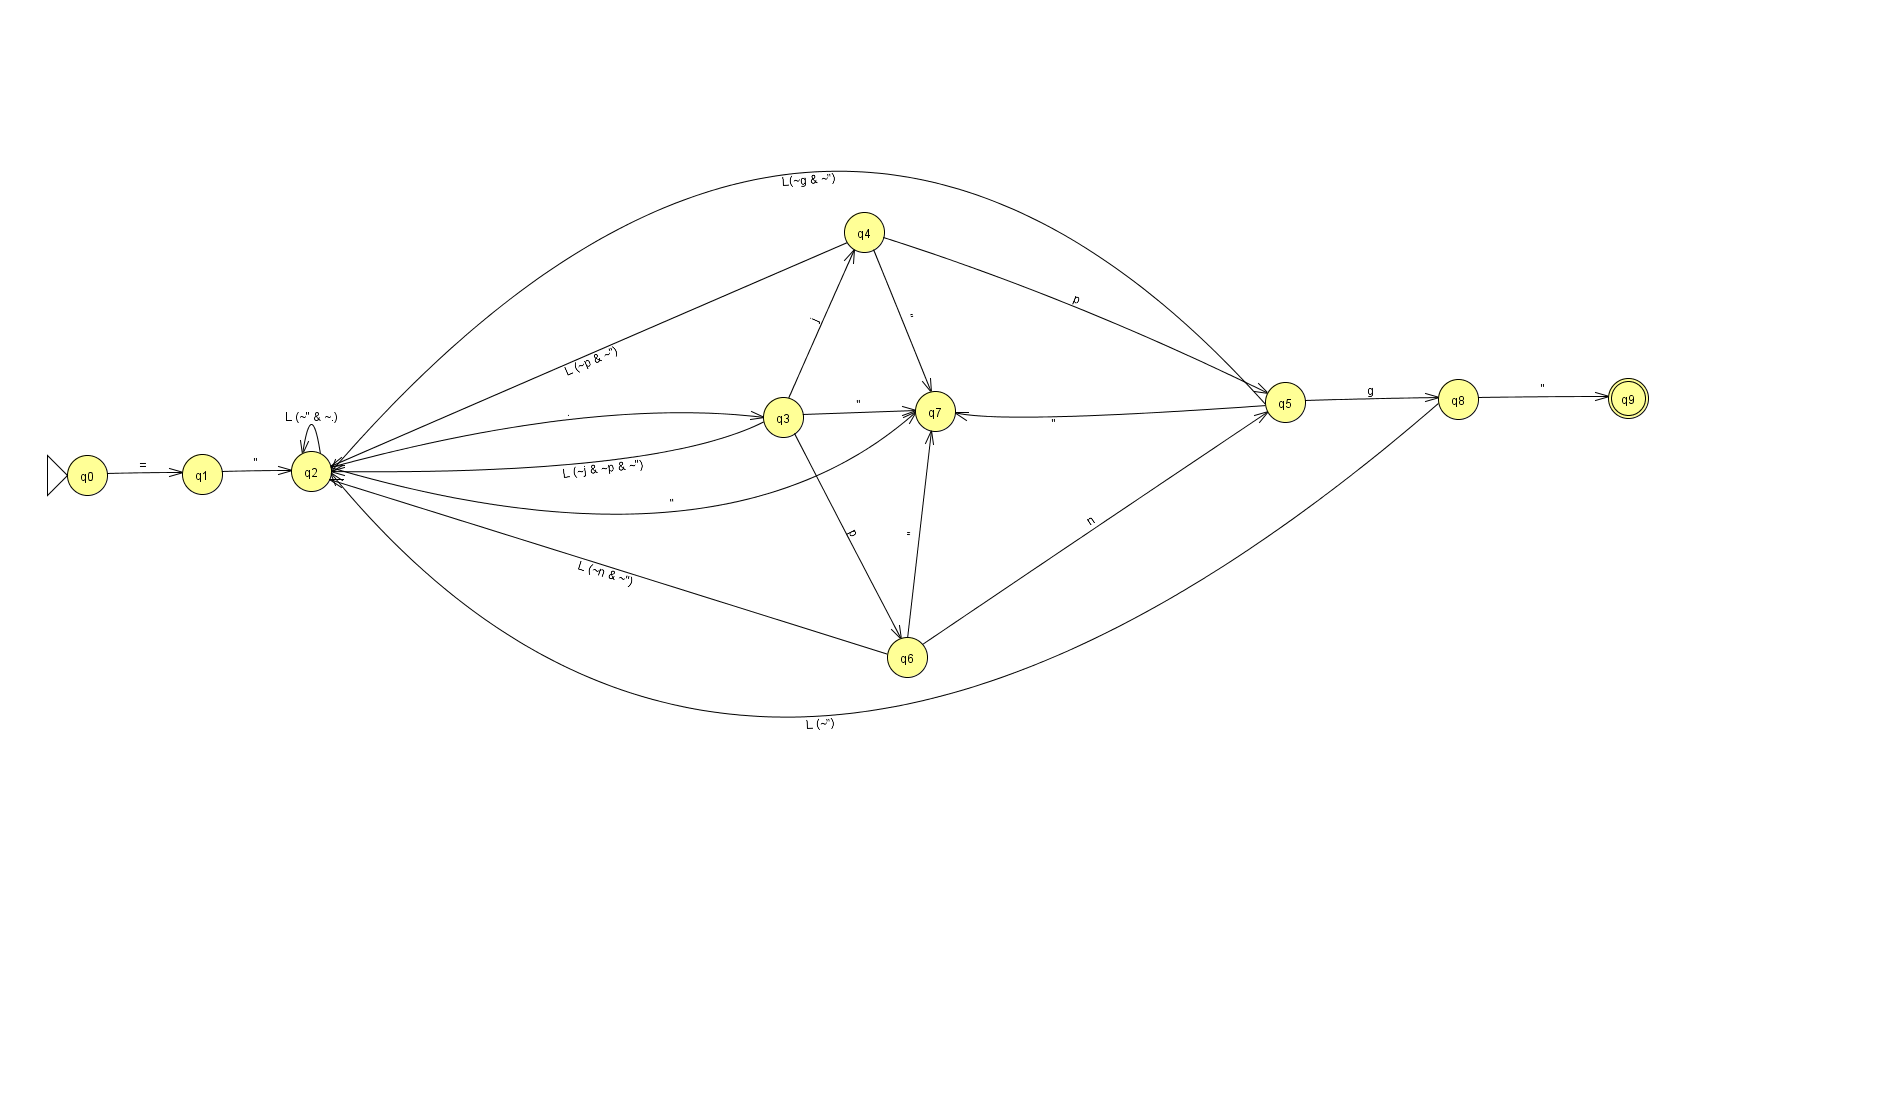 L(~g & ~")
q4
p
j
"
L (~p & ~")
q5
g
q8
"
q9
.
q3
"
q7
"
L (~" & ~.)
q0
=
q1
"
q2
L (~j & ~p & ~")
"
p
"
n
L (~n & ~")
q6
L (~")